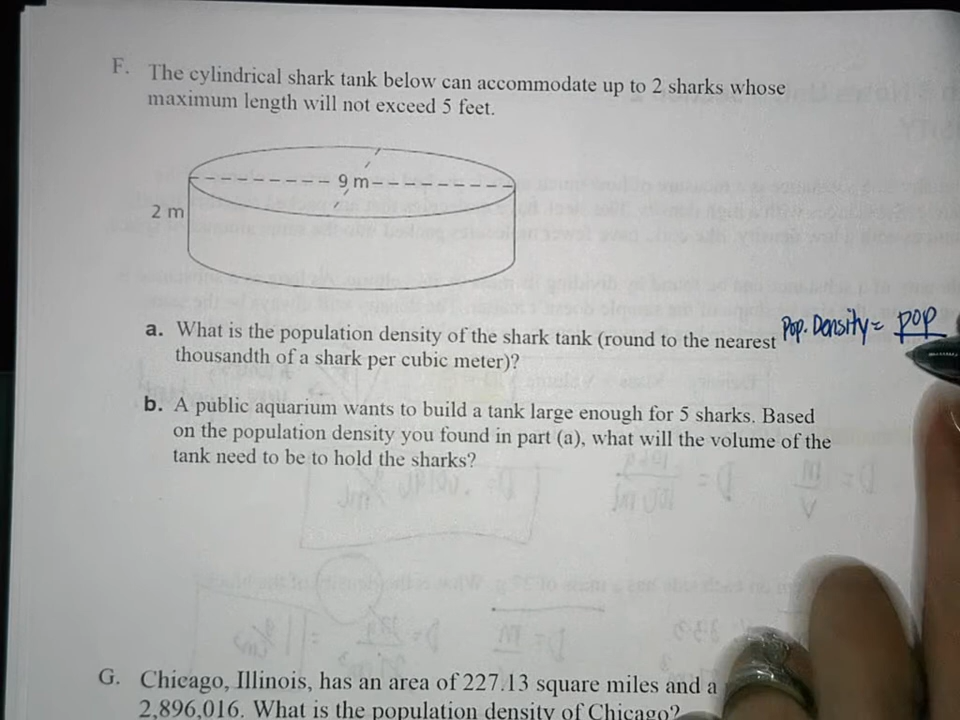 F. The cylindrical shark tank below can accommodate up to 2 sharks whose
maximum length will not exceed 5 feet.
9 m
2 m
a. What is the population density of the shark tank (round to the nearest
thousandth of a shark per cubic meter)?
Pop. Density = pop
b. A public aquarium wants to build a tank large enough for 5 sharks. Based
on the population density you found in part (a), what will the volume of the
tank need to be to hold the sharks?
G. Chicago, Illinois, has an area of 227.13 square miles and a
2,896,016. What is the population density of Chicago?